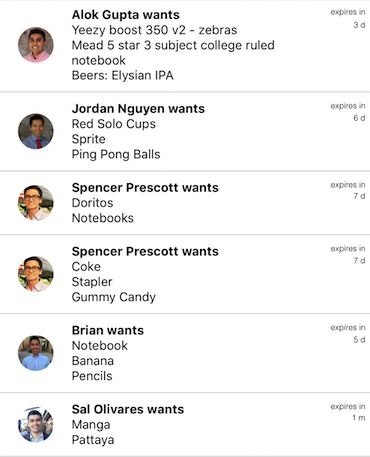 Alok Gupta wants
expires in
3 d
Yeezy boost 350 v2 - zebras
Mead 5 star 3 subject college ruled
notebook
Beers: Elysian IPA
Jordan Nguyen wants
expires in
6 d
Red Solo Cups
Sprite
Ping Pong Balls
Spencer Prescott wants
expires in
7 d
Doritos
Notebooks
Spencer Prescott wants
expires in
7 d
Coke
Stapler
Gummy Candy
Brian wants
expires in
5 d
Notebook
Banana
Pencils
Sal Olivares wants
expires in
1 m
Manga
Pattaya